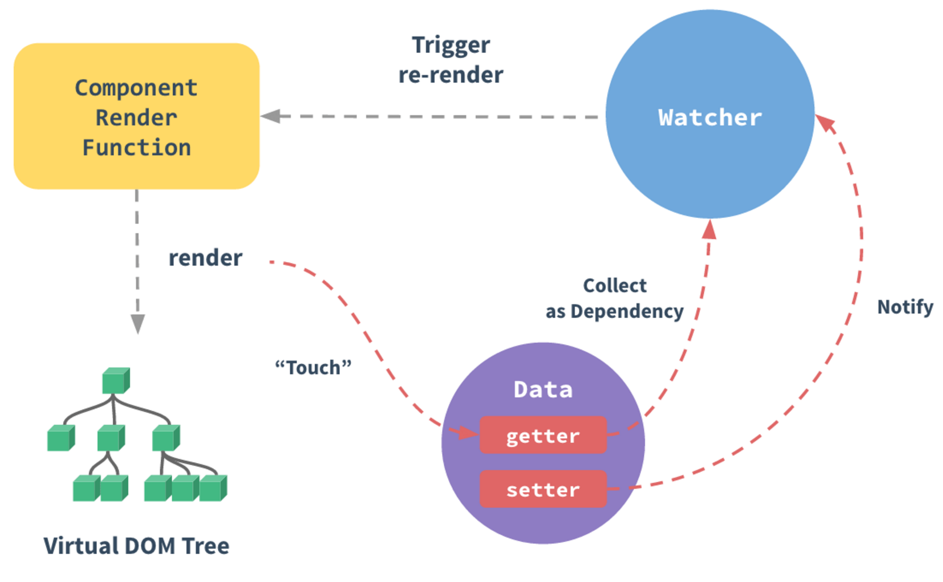 Trigger
re-render
Component
Render
Function
Watcher
render
Collect
as Dependency
Notify
“Touch”
Data
getter
setter
Virtual DOM Tree